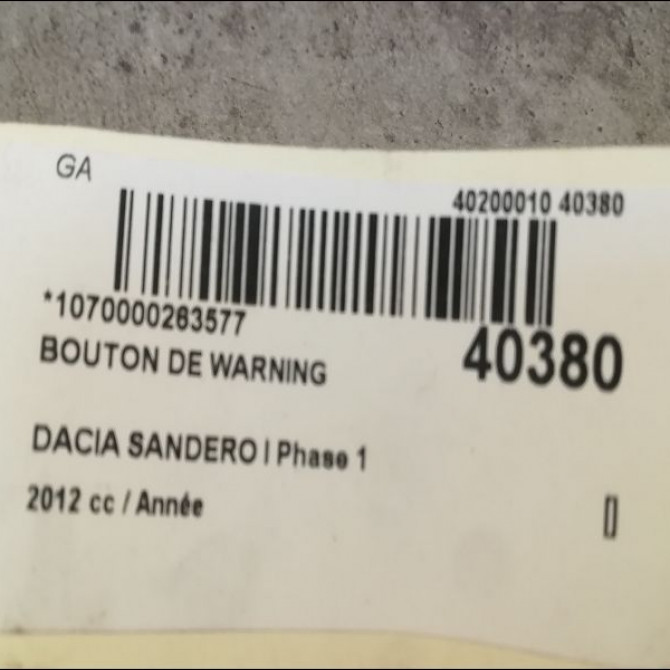 GA
40200010 40380
*1070000263577
40380
BOUTON DE WARNING
DACIA SANDERO I Phase 1
2012 cc / Année
[]